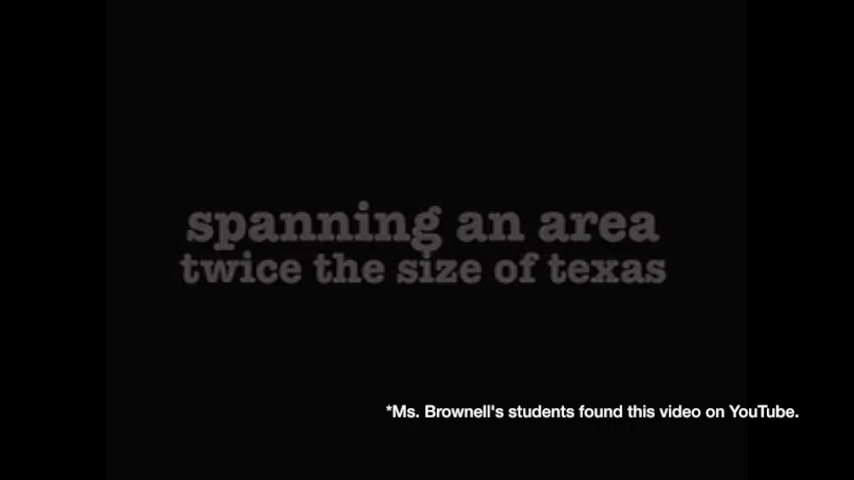 spanning an area
twice the size of texas
*Ms. Brownell's students found this video on YouTube.